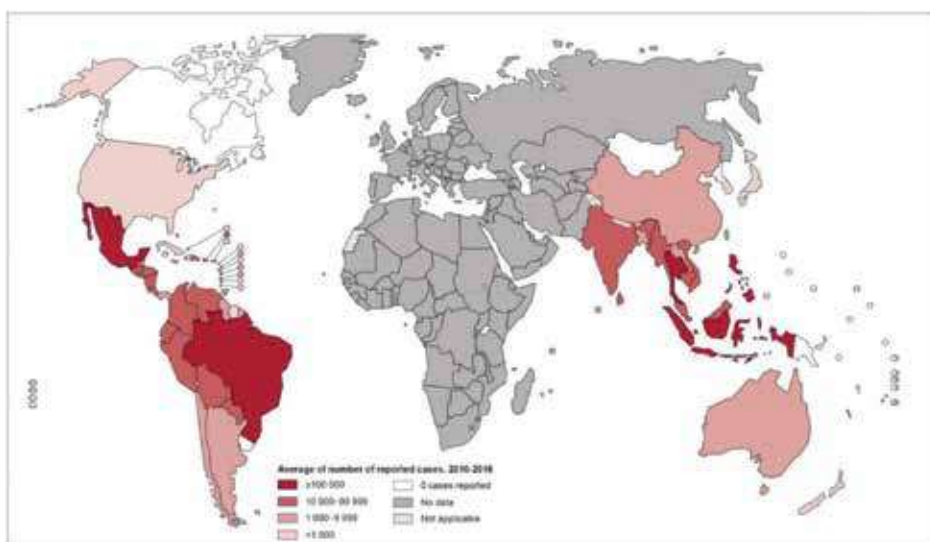 Average of number of reported cases, 2010-2016
≥100 000
10 000–99 999
1 000–9 999
<1 000
0 cases reported
No data
Not applicable